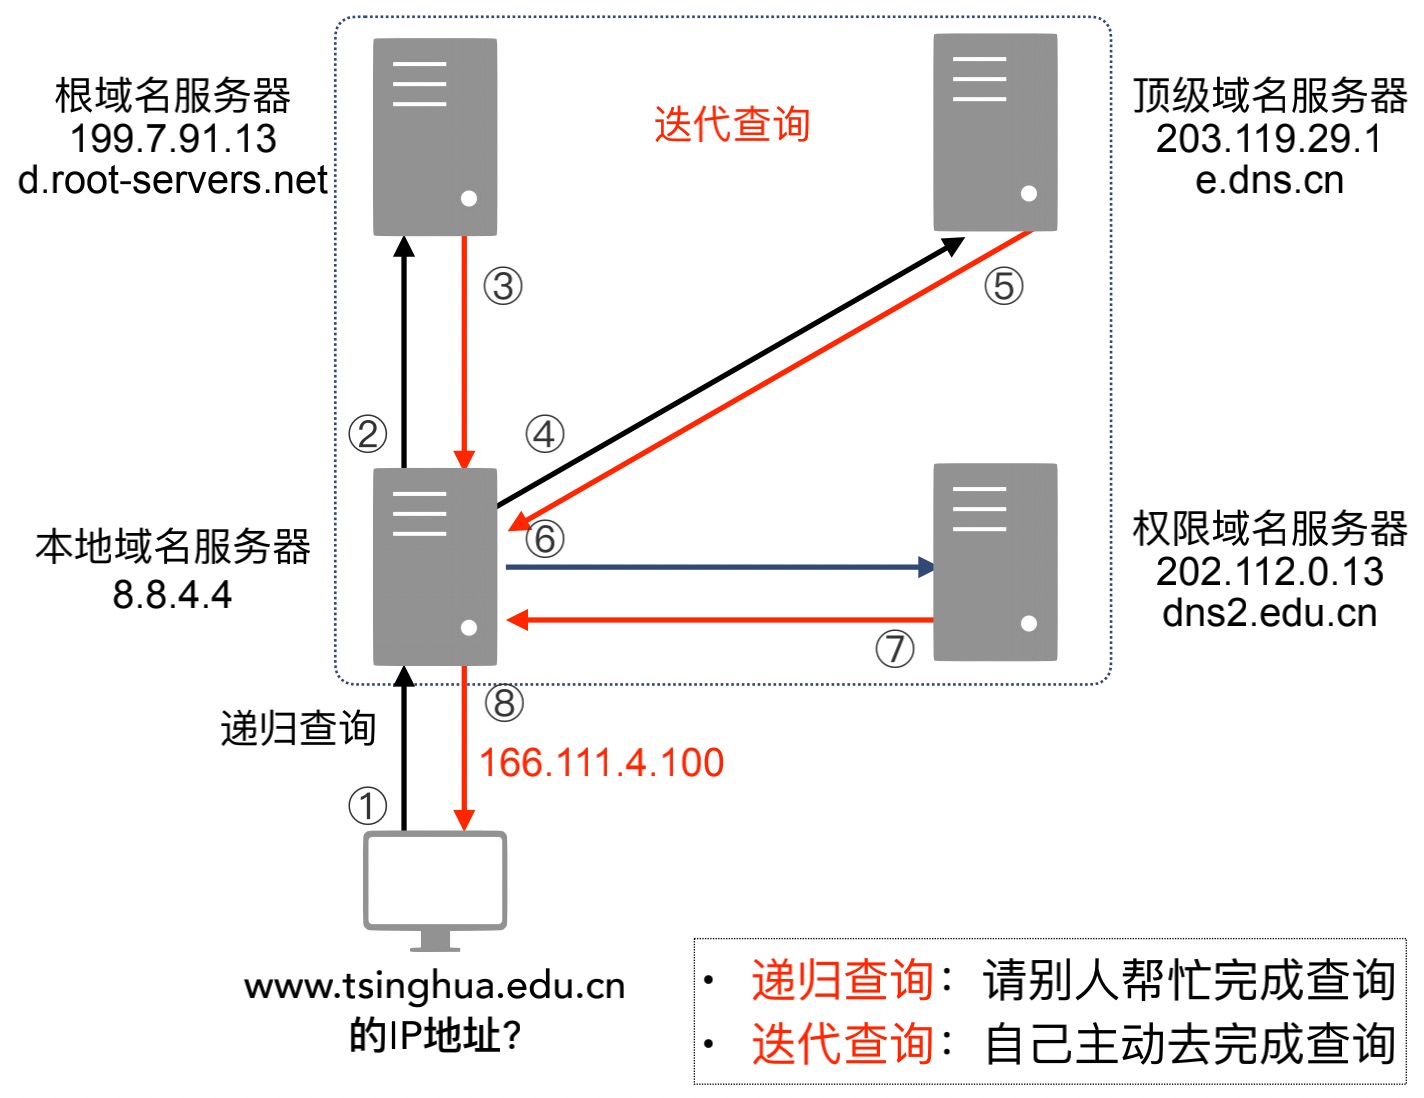 根域名服务器
199.7.91.13
d.root-servers.net
迭代查询
顶级域名服务器
203.119.29.1
e.dns.cn
③
⑤
②
④
本地域名服务器
8.8.4.4
⑥
权限域名服务器
202.112.0.13
dns2.edu.cn
⑦
递归查询
⑧
166.111.4.100
①
www.tsinghua.edu.cn
的IP地址?
• 递归查询：请别人帮忙完成查询
• 迭代查询：自己主动去完成查询